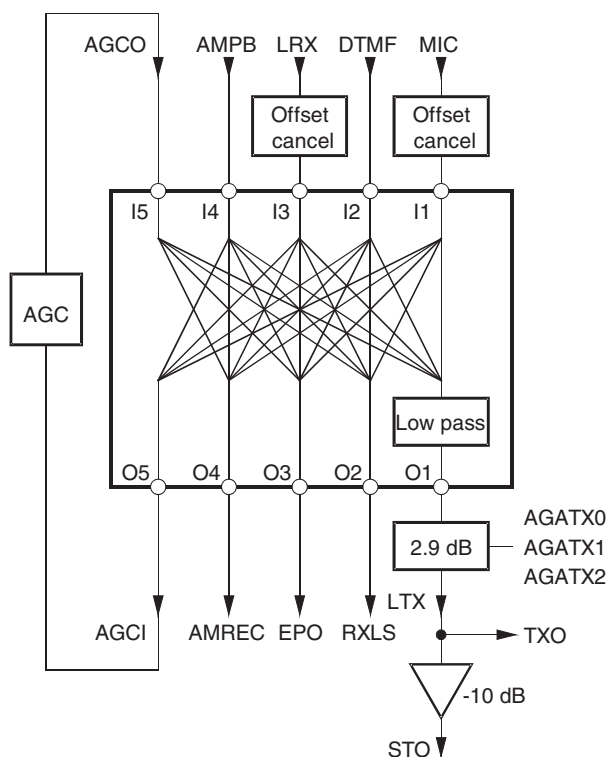 AGCO AMPB LRX DTMF MIC
Offset
cancel
Offset
cancel
I5 I4 I3 I2 I1
AGC
Low pass
O5 O4 O3 O2 O1
2.9 dB
AGATX0
AGATX1
AGATX2
LTX
AGCI AMREC EPO RXLS
TXO
-10 dB
STO